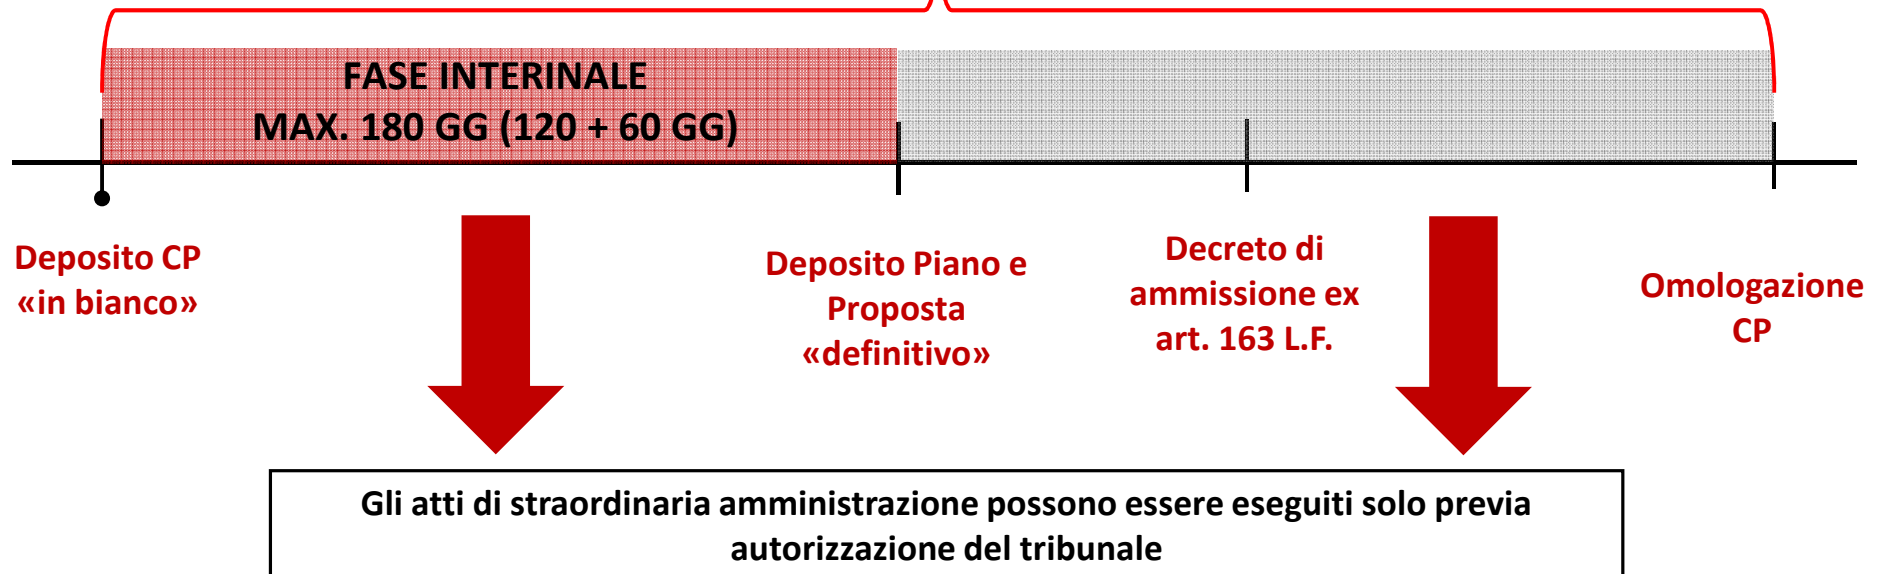 FASE INTERINALE
MAX. 180 GG (120 + 60 GG)
Deposito CP
«in bianco»
Deposito Piano e
Proposta
«definitivo»
Decreto di
ammissione ex
art. 163 L.F.
Omologazione
CP
Gli atti di straordinaria amministrazione possono essere eseguiti solo previa
autorizzazione del tribunale